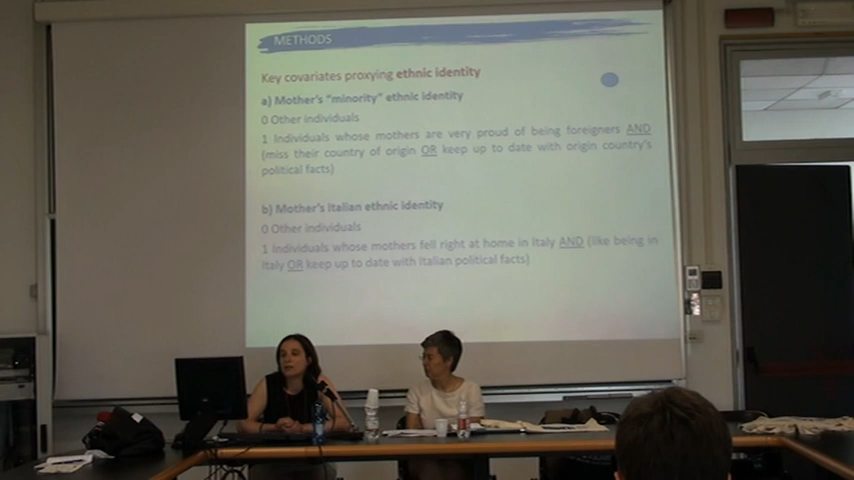 METHODS
Key covariates proxying ethnic identity
a) Mother's "minority" ethnic identity
0 Other individuals
1 Individuals whose mothers are very proud of being foreigners AND
(miss their country of origin OR keep up to date with origin country's
political facts)
b) Mother's Italian ethnic identity
0 Other individuals
1 Individuals whose mothers fell right at home in Italy AND (like being in
Italy OR keep up to date with Italian political facts)